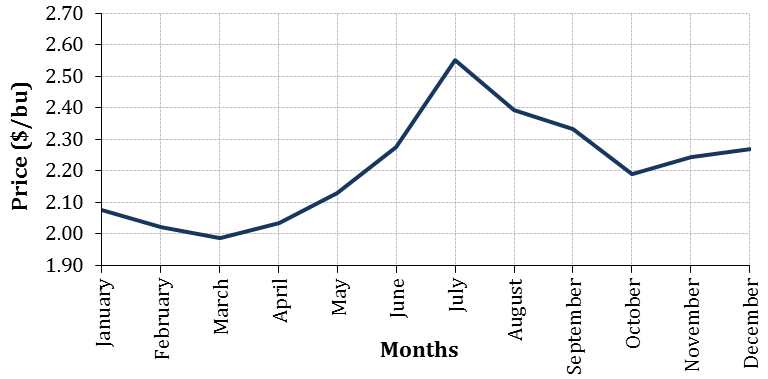 2.70
2.60
2.50
2.40
2.30
2.20
2.10
2.00
1.90
Price ($/bu)
January
February
March
April
May
June
July
August
September
October
November
December
Months